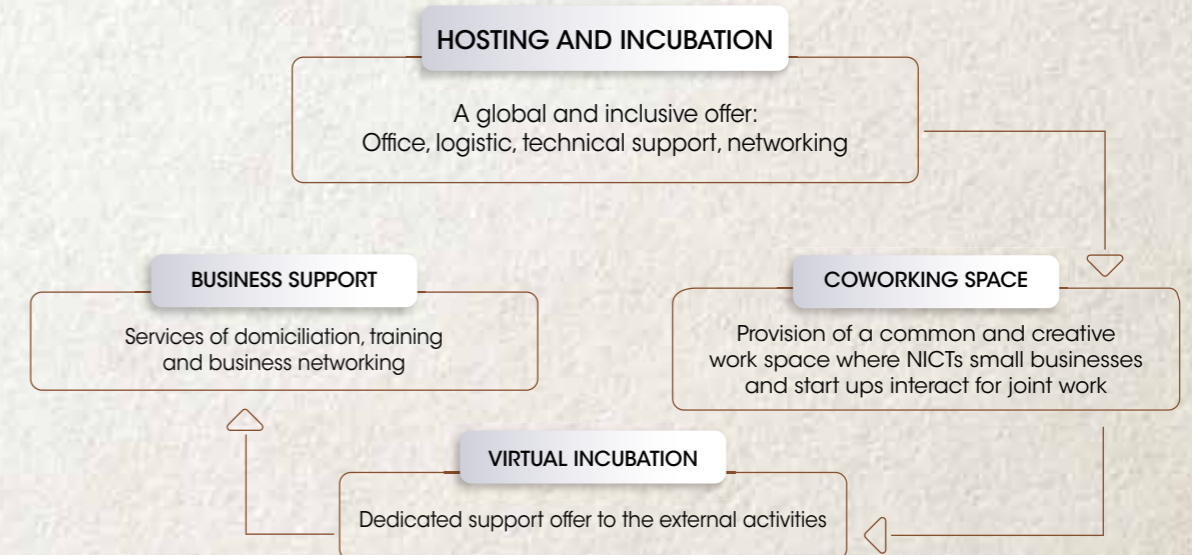 HOSTING AND INCUBATION
A global and inclusive offer:
Office, logistic, technical support, networking
BUSINESS SUPPORT
Services of domiciliation, training
and business networking
COWORKING SPACE
Provision of a common and creative
work space where NICTs small businesses
and start ups interact for joint work
VIRTUAL INCUBATION
Dedicated support offer to the external activities